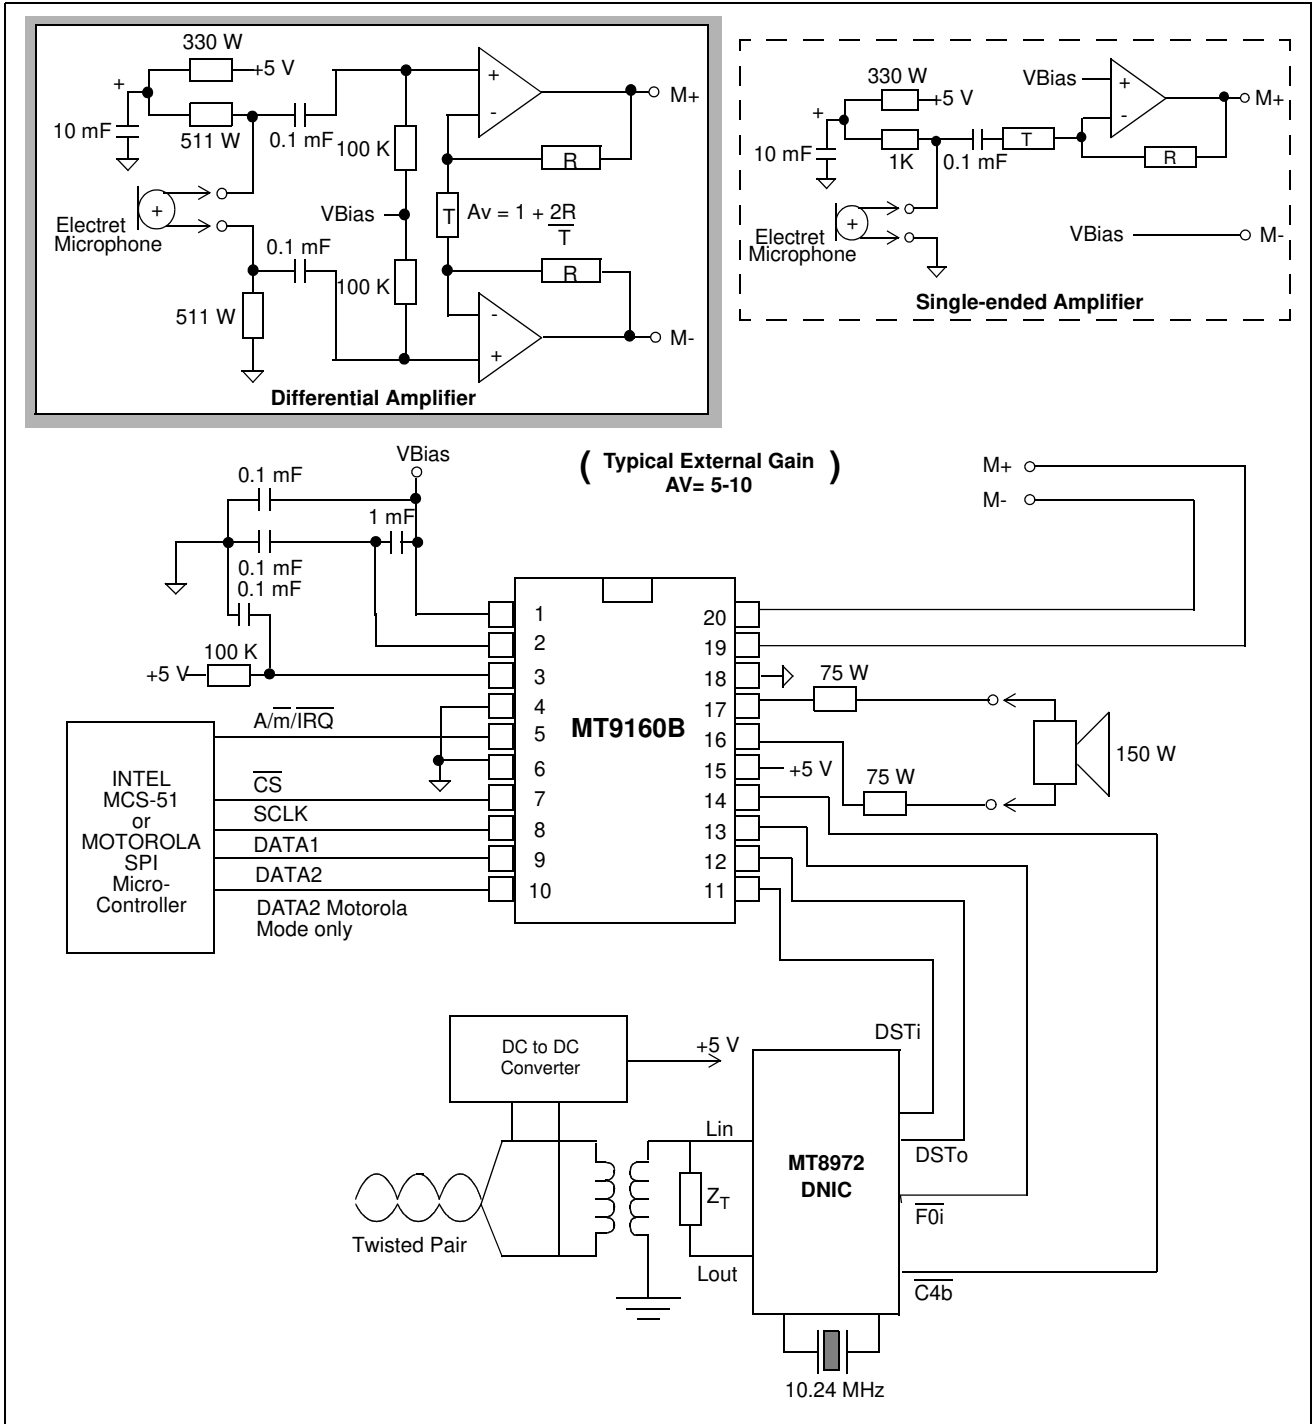 330 W
+5 V
+
10 mF
511 W
0.1 mF
100 K
+
-
M+
R
Electret
Microphone
+
VBias
T
Av = 1 + 2R
T
0.1 mF
100 K
R
511 W
-
+
M-
Differential Amplifier
330 W
+5 V
+
10 mF
1K
0.1 mF
T
VBias
+
-
M+
R
Electret
Microphone
+
VBias
M-
Single-ended Amplifier
VBias
( Typical External Gain )
AV= 5-10
M+
M-
0.1 mF
1 mF
0.1 mF
0.1 mF
100 K
+5 V
1
2
3
4
5
6
7
8
9
10
MT9160B
20
19
18
17
16
15
14
13
12
11
75 W
+5 V
75 W
150 W
A/m̅/I̅R̅Q̅
C̅S̅
SCLK
DATA1
DATA2
DATA2 Motorola
Mode only
INTEL
MCS-51
or
MOTOROLA
SPI
Micro-
Controller
DC to DC
Converter
+5 V
Twisted Pair
Lin
ZT
Lout
MT8972
DNIC
DSTi
DSTo
F̅0̅i̅
C̅4̅b̅
10.24 MHz